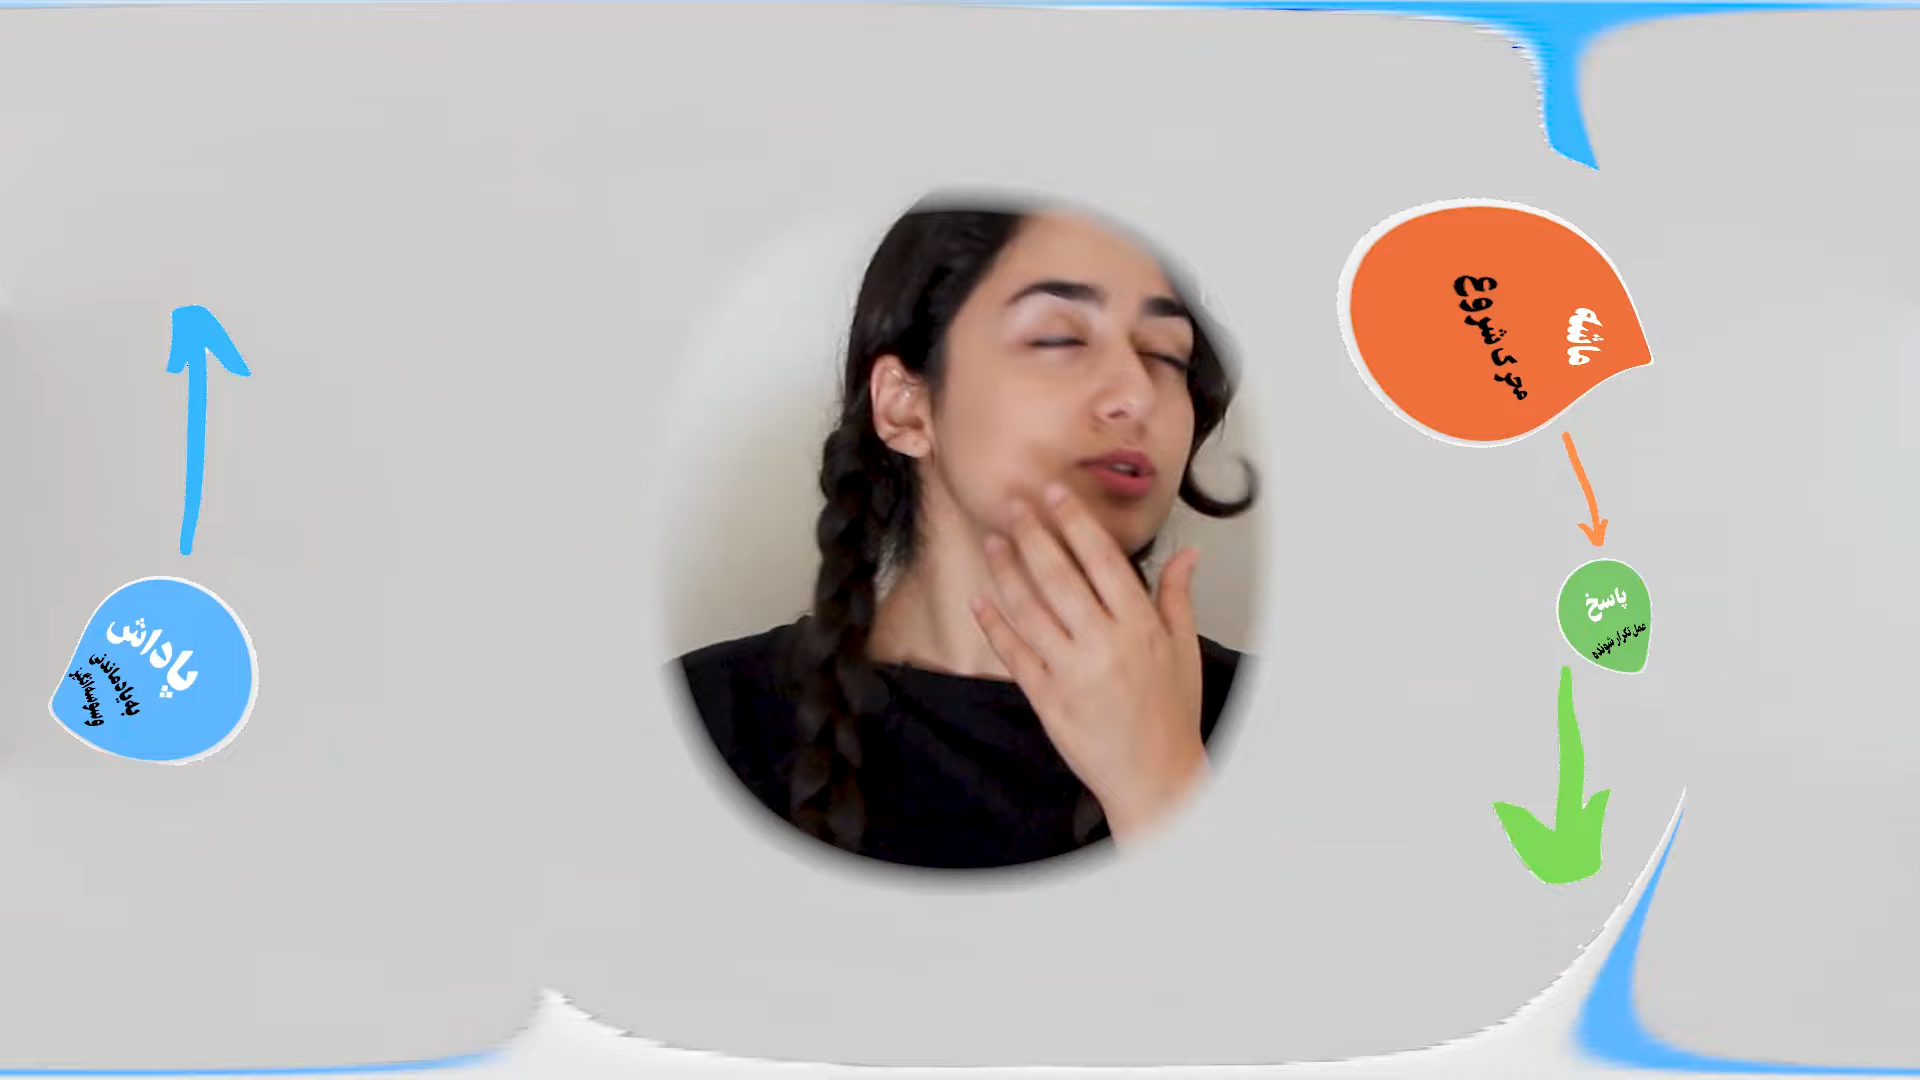 ماشه
محرک شروع
پاسخ
عمل تکرار شونده
پاداش
به‌یادماندنی
وسوسه‌انگیز